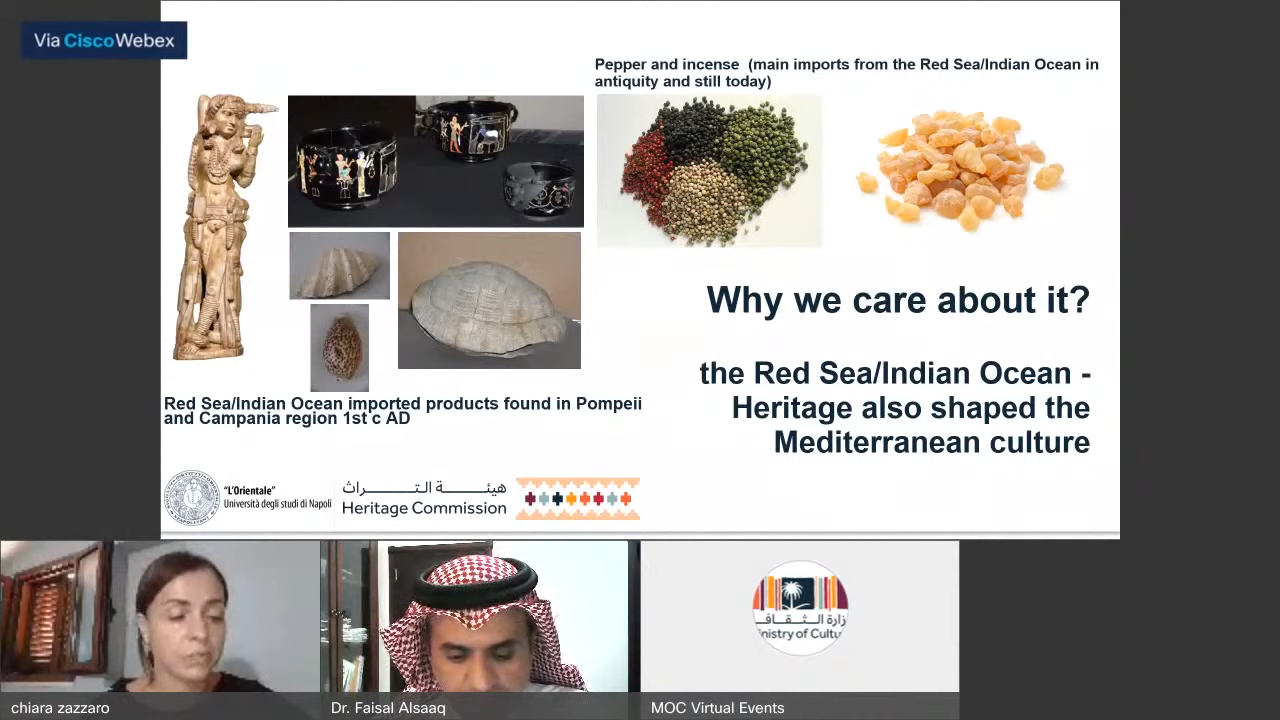 Via Cisco Webex
Pepper and incense (main imports from the Red Sea/Indian Ocean in
antiquity and still today)
Why we care about it?
the Red Sea/Indian Ocean -
Heritage also shaped the
Mediterranean culture
Red Sea/Indian Ocean imported products found in Pompeii
and Campania region 1st c AD
"L'Orientale"
Università degli studi di Napoli
هيئة التراث
Heritage Commission
chiara zazzaro
Dr. Faisal Alsaaq
MOC Virtual Events